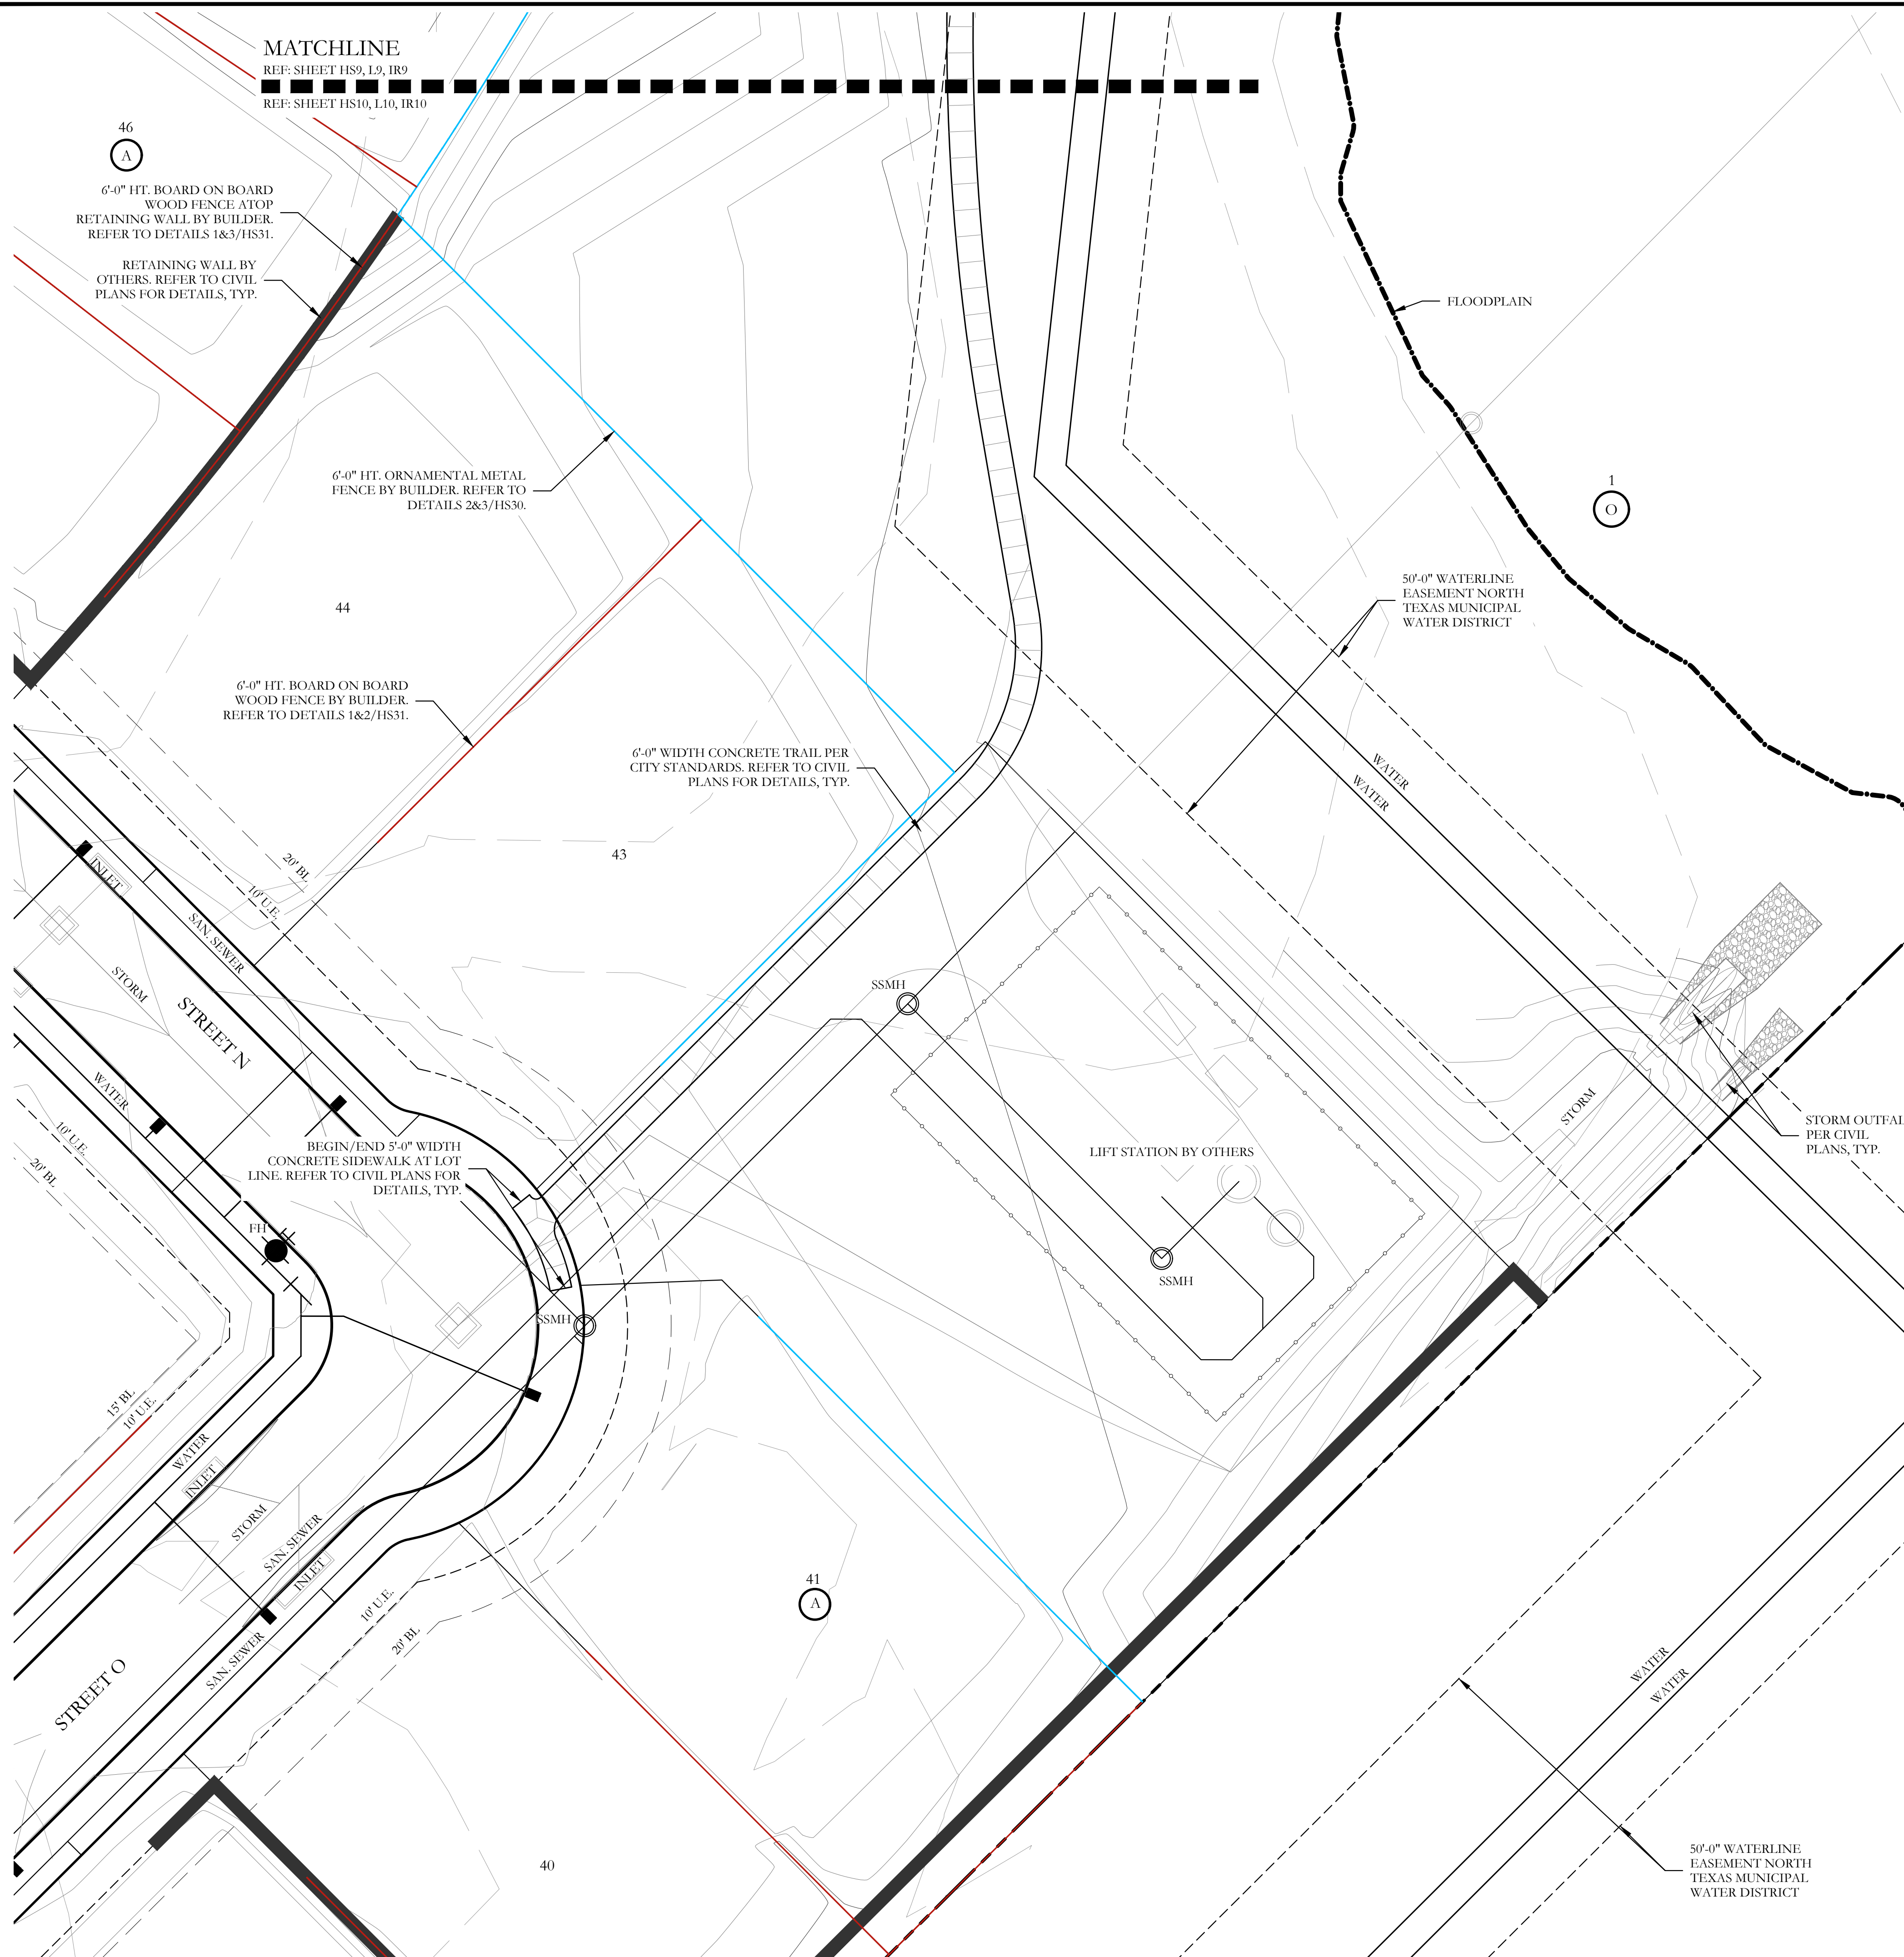 MATCHLINE
REF: SHEET HS9, L9, IR9
REF: SHEET HS10, L10, IR10
46
A
6'-0" HT. BOARD ON BOARD
WOOD FENCE ATOP
RETAINING WALL BY BUILDER.
REFER TO DETAILS 1&3/HS31.
RETAINING WALL BY
OTHERS. REFER TO CIVIL
PLANS FOR DETAILS, TYP.
FLOODPLAIN
6'-0" HT. ORNAMENTAL METAL
FENCE BY BUILDER. REFER TO
DETAILS 2&3/HS30.
1
O
50'-0" WATERLINE
EASEMENT NORTH
TEXAS MUNICIPAL
WATER DISTRICT
44
6'-0" HT. BOARD ON BOARD
WOOD FENCE BY BUILDER.
REFER TO DETAILS 1&2/HS31.
6'-0" WIDTH CONCRETE TRAIL PER
CITY STANDARDS. REFER TO CIVIL
PLANS FOR DETAILS, TYP.
WATER
WATER
43
20' BL
10' U.E.
INLET
SAN. SEWER
STORM
STREET N
SSMH
WATER
10' U.E.
20' BL
BEGIN/END 5'-0" WIDTH
CONCRETE SIDEWALK AT LOT
LINE. REFER TO CIVIL PLANS FOR
DETAILS, TYP.
LIFT STATION BY OTHERS
STORM
STORM OUTFAL
PER CIVIL
PLANS, TYP.
FH
SSMH
SSMH
15' BL
10' U.E.
WATER
INLET
STORM
SAN. SEWER
INLET
10' U.E.
20' BL
SAN. SEWER
STREET O
41
A
40
WATER
WATER
50'-0" WATERLINE
EASEMENT NORTH
TEXAS MUNICIPAL
WATER DISTRICT